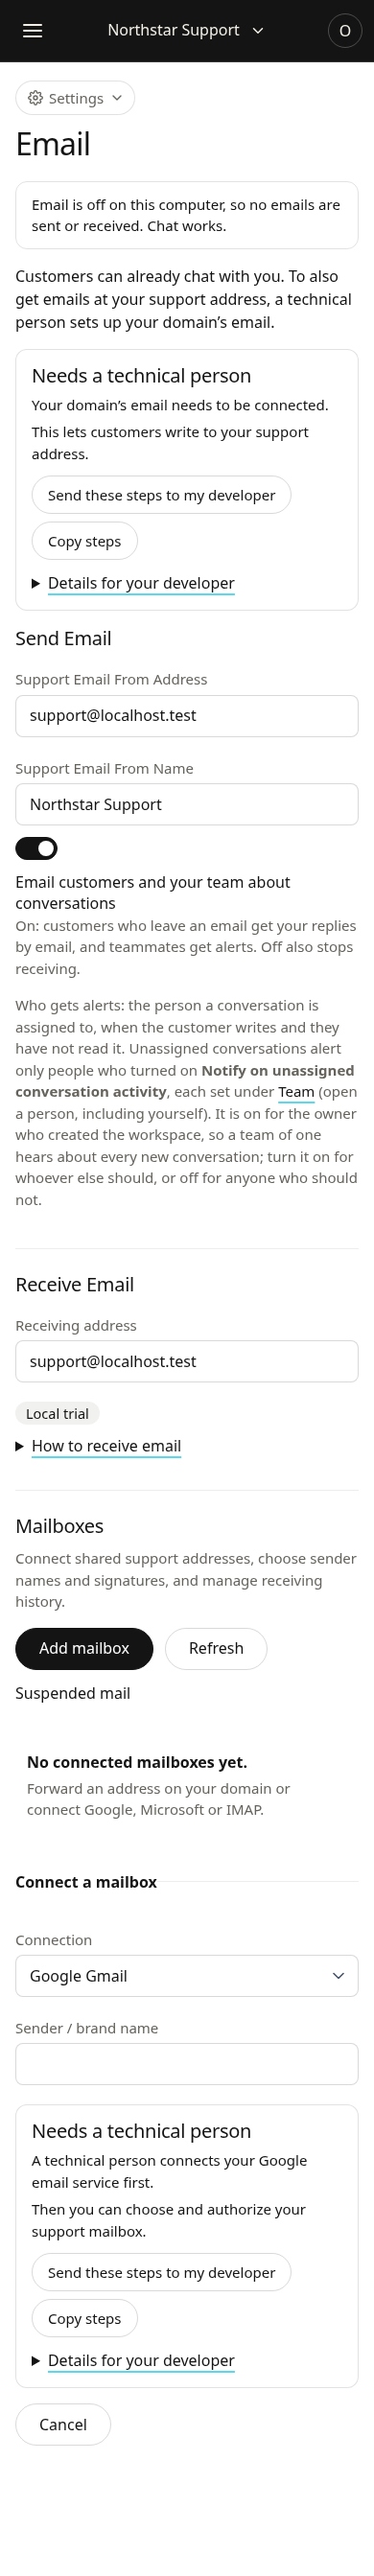 Northstar Support
O
Settings
Email
Email is off on this computer, so no emails are
sent or received. Chat works.
Customers can already chat with you. To also
get emails at your support address, a technical
person sets up your domain’s email.
Needs a technical person
Your domain’s email needs to be connected.
This lets customers write to your support
address.
Send these steps to my developer
Copy steps
Details for your developer
Send Email
Support Email From Address
support@localhost.test
Support Email From Name
Northstar Support
Email customers and your team about
conversations
On: customers who leave an email get your replies
by email, and teammates get alerts. Off also stops
receiving.
Who gets alerts: the person a conversation is
assigned to, when the customer writes and they
have not read it. Unassigned conversations alert
only people who turned on Notify on unassigned
conversation activity, each set under Team (open
a person, including yourself). It is on for the owner
who created the workspace, so a team of one
hears about every new conversation; turn it on for
whoever else should, or off for anyone who should
not.
Receive Email
Receiving address
support@localhost.test
Local trial
How to receive email
Mailboxes
Connect shared support addresses, choose sender
names and signatures, and manage receiving
history.
Add mailbox
Refresh
Suspended mail
No connected mailboxes yet.
Forward an address on your domain or
connect Google, Microsoft or IMAP.
Connect a mailbox
Connection
Google Gmail
Sender / brand name
Needs a technical person
A technical person connects your Google
email service first.
Then you can choose and authorize your
support mailbox.
Send these steps to my developer
Copy steps
Details for your developer
Cancel